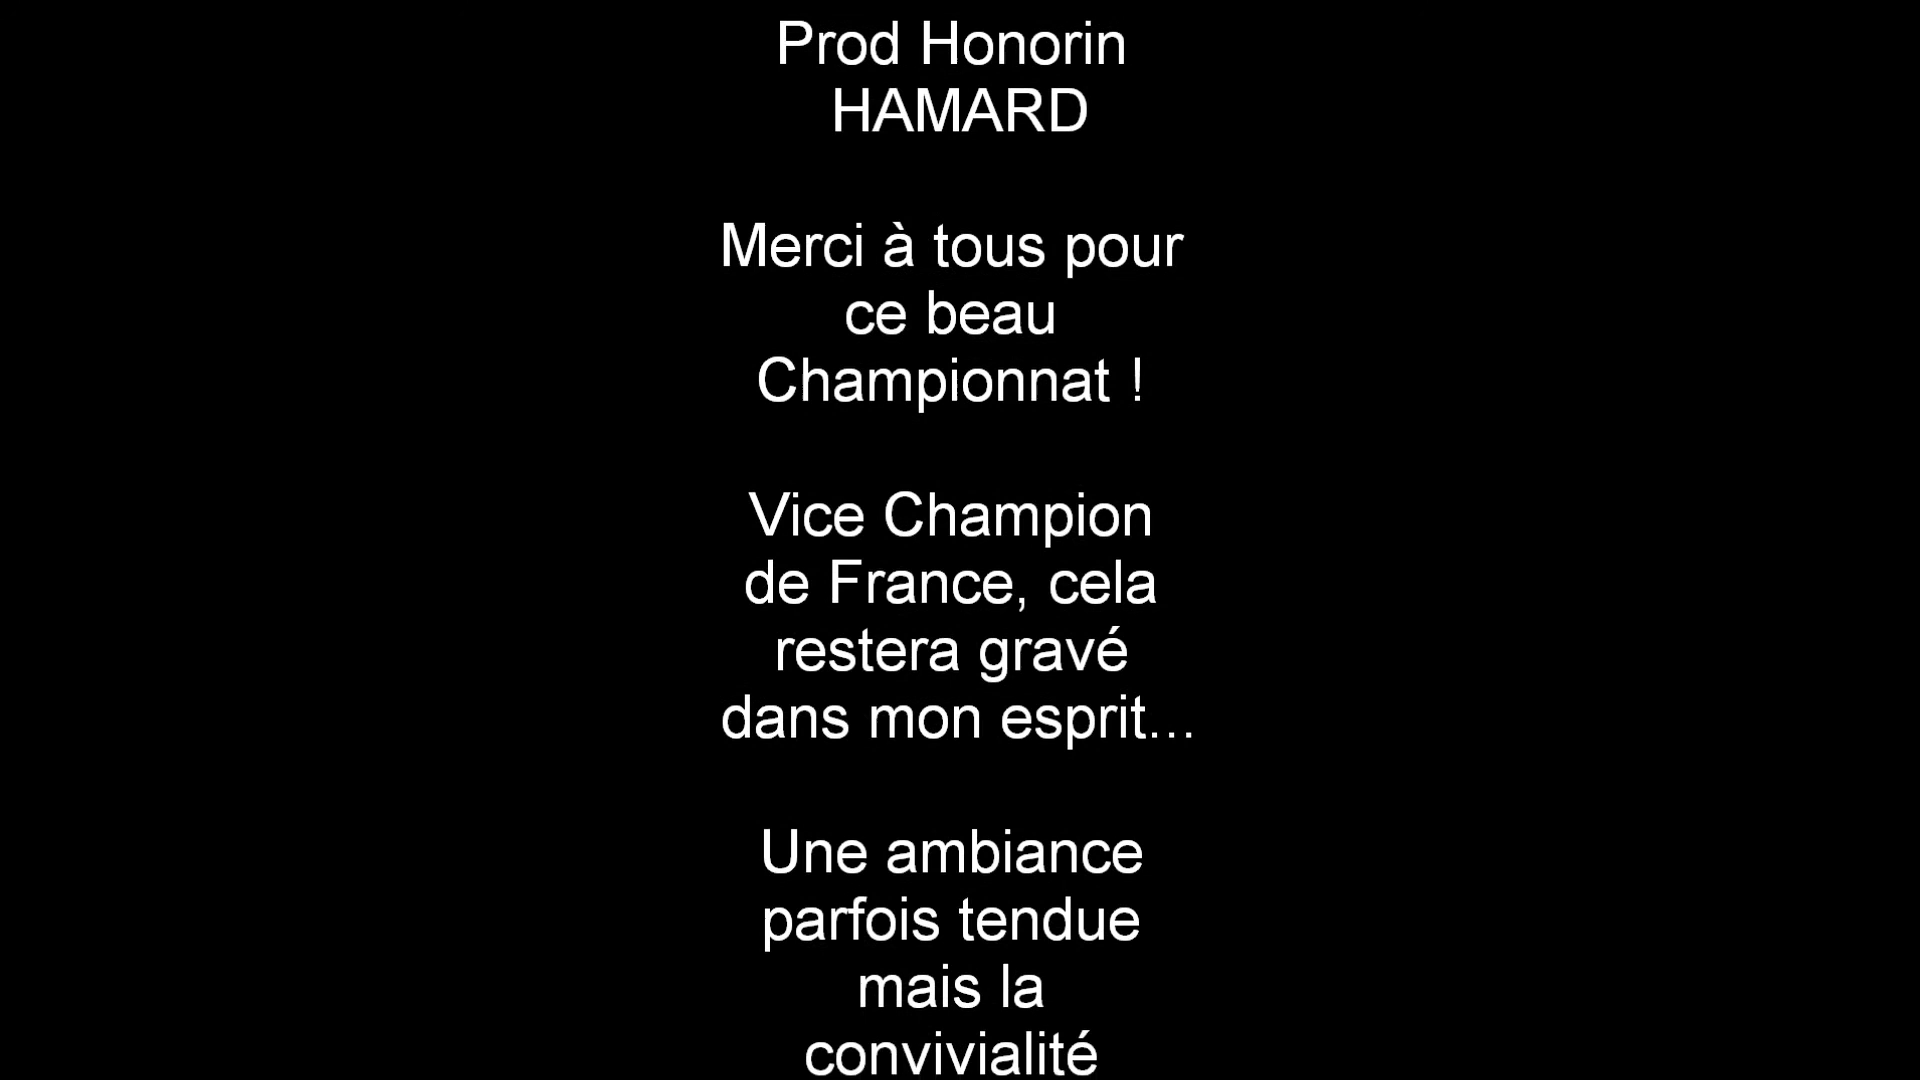 Prod Honorin
HAMARD
Merci à tous pour
ce beau
Championnat !
Vice Champion
de France, cela
restera gravé
dans mon esprit...
Une ambiance
parfois tendue
mais la
convivialité